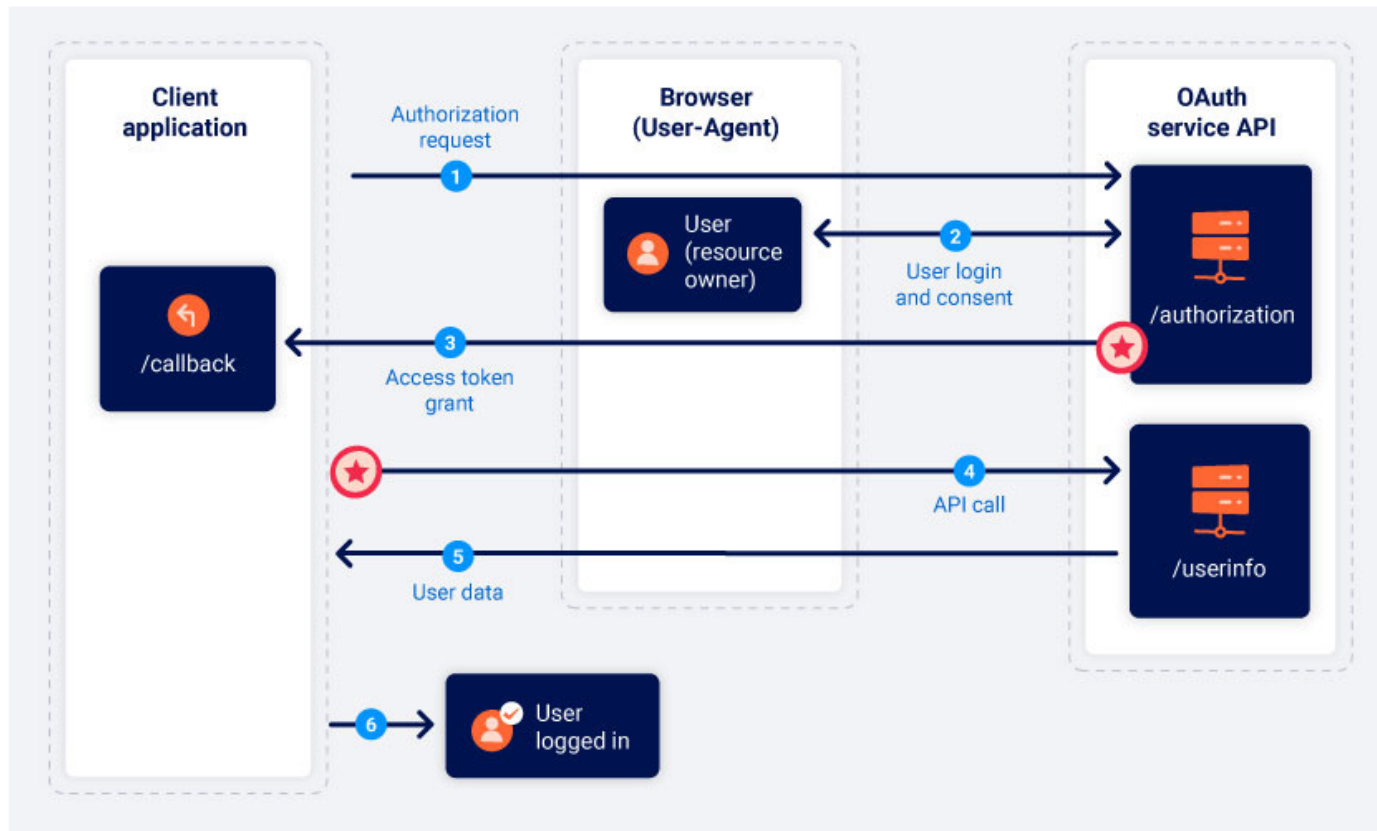 Client
application
Browser
(User-Agent)
OAuth
service API
Authorization
request
1
User
(resource
owner)
2
User login
and consent
/authorization
/callback
3
Access token
grant
4
API call
5
User data
/userinfo
6
User
logged in